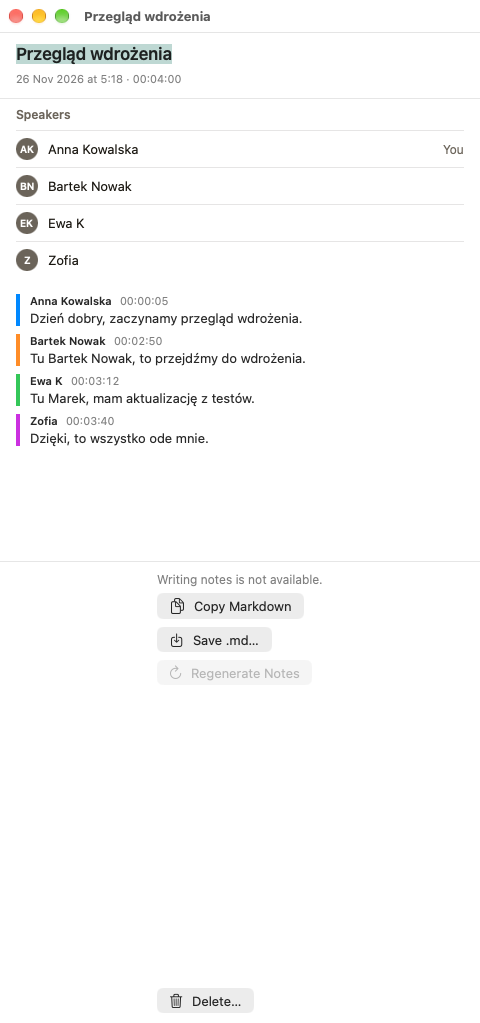 Przegląd wdrożenia
Przegląd wdrożenia
26 Nov 2026 at 5:18 · 00:04:00
Speakers
AK Anna Kowalska You
BN Bartek Nowak
EK Ewa K
Z Zofia
Anna Kowalska 00:00:05
Dzień dobry, zaczynamy przegląd wdrożenia.
Bartek Nowak 00:02:50
Tu Bartek Nowak, to przejdźmy do wdrożenia.
Ewa K 00:03:12
Tu Marek, mam aktualizację z testów.
Zofia 00:03:40
Dzięki, to wszystko ode mnie.
Writing notes is not available.
Copy Markdown
Save .md…
Regenerate Notes
Delete…